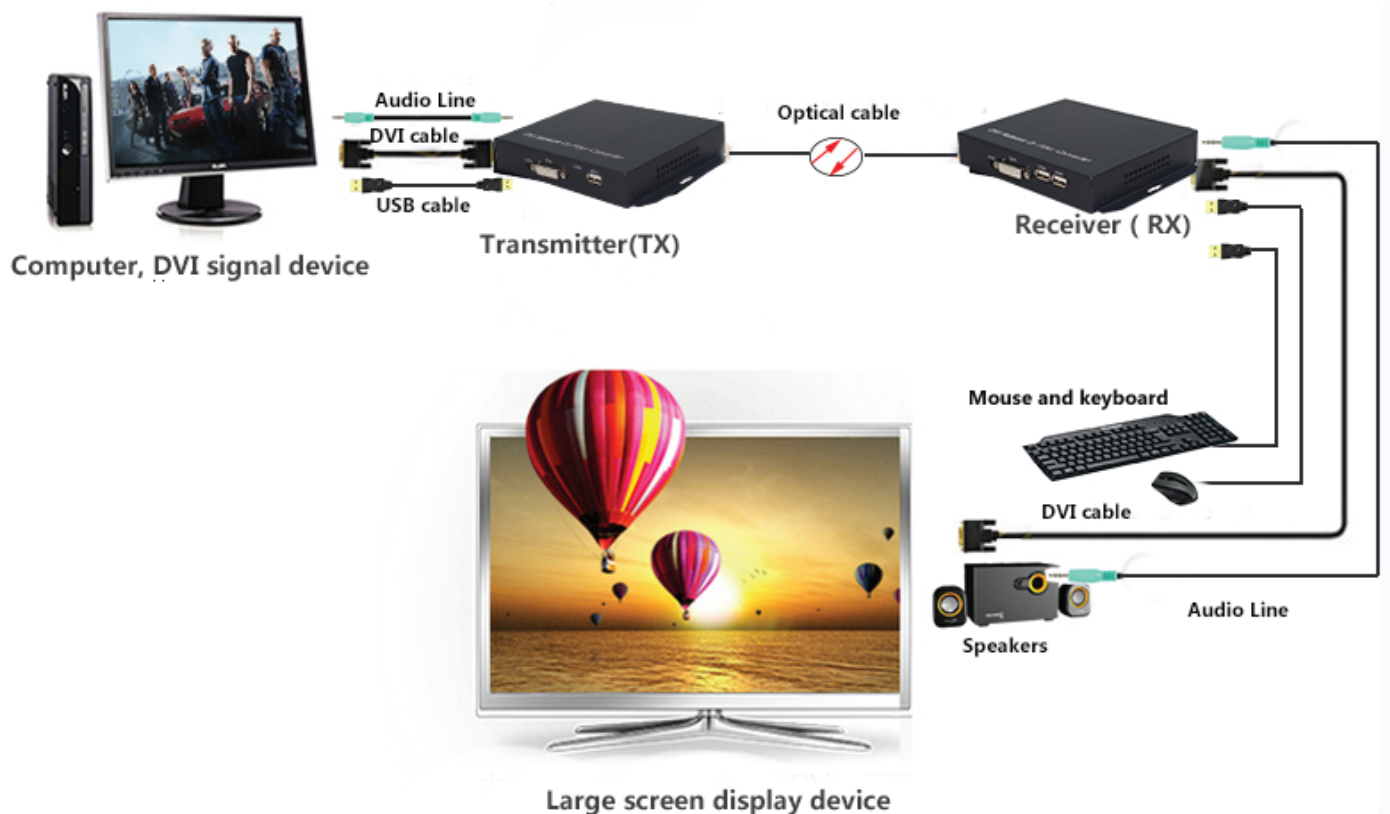 Audio Line
DVI cable
USB cable
Computer, DVI signal device
Transmitter(TX)
Optical cable
Receiver ( RX)
Mouse and keyboard
DVI cable
Audio Line
Speakers
Large screen display device